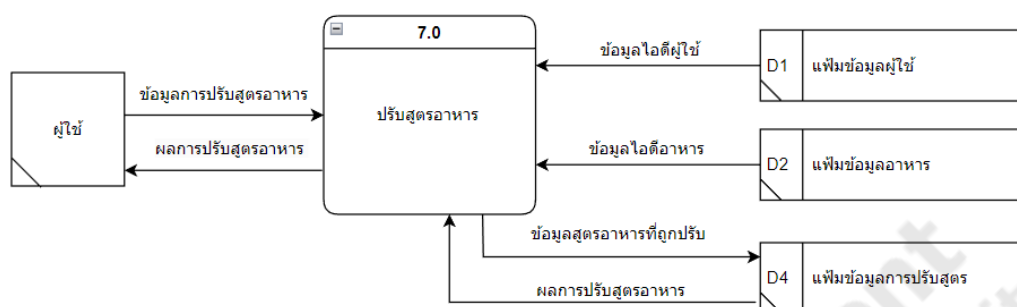 7.0
ปรับสูตรอาหาร
ผู้ใช้
ข้อมูลการปรับสูตรอาหาร
ผลการปรับสูตรอาหาร
ข้อมูลไอดีผู้ใช้
D1 แฟ้มข้อมูลผู้ใช้
ข้อมูลไอดีอาหาร
D2 แฟ้มข้อมูลอาหาร
ข้อมูลสูตรอาหารที่ถูกปรับ
D4 แฟ้มข้อมูลการปรับสูตร
ผลการปรับสูตรอาหาร